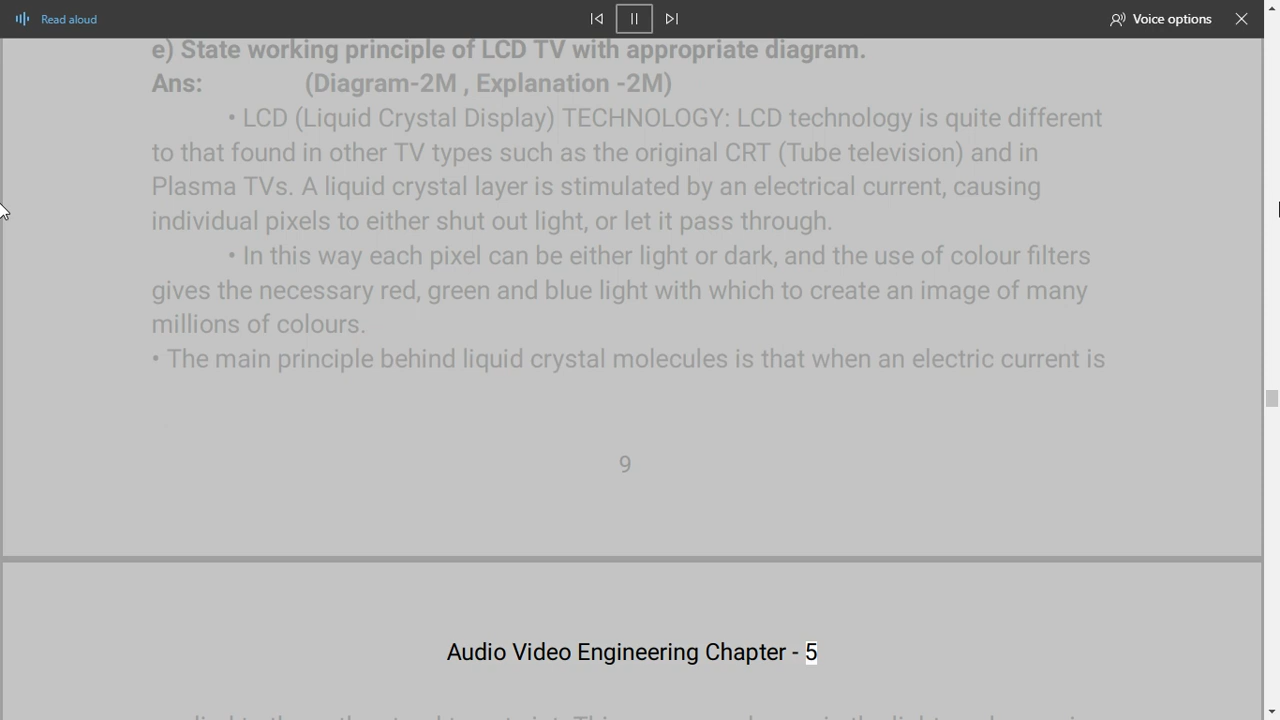 Read aloud
Voice options
e) State working principle of LCD TV with appropriate diagram.
Ans: (Diagram-2M , Explanation -2M)
• LCD (Liquid Crystal Display) TECHNOLOGY: LCD technology is quite different
to that found in other TV types such as the original CRT (Tube television) and in
Plasma TVs. A liquid crystal layer is stimulated by an electrical current, causing
individual pixels to either shut out light, or let it pass through.
• In this way each pixel can be either light or dark, and the use of colour filters
gives the necessary red, green and blue light with which to create an image of many
millions of colours.
• The main principle behind liquid crystal molecules is that when an electric current is
9
Audio Video Engineering Chapter - 5